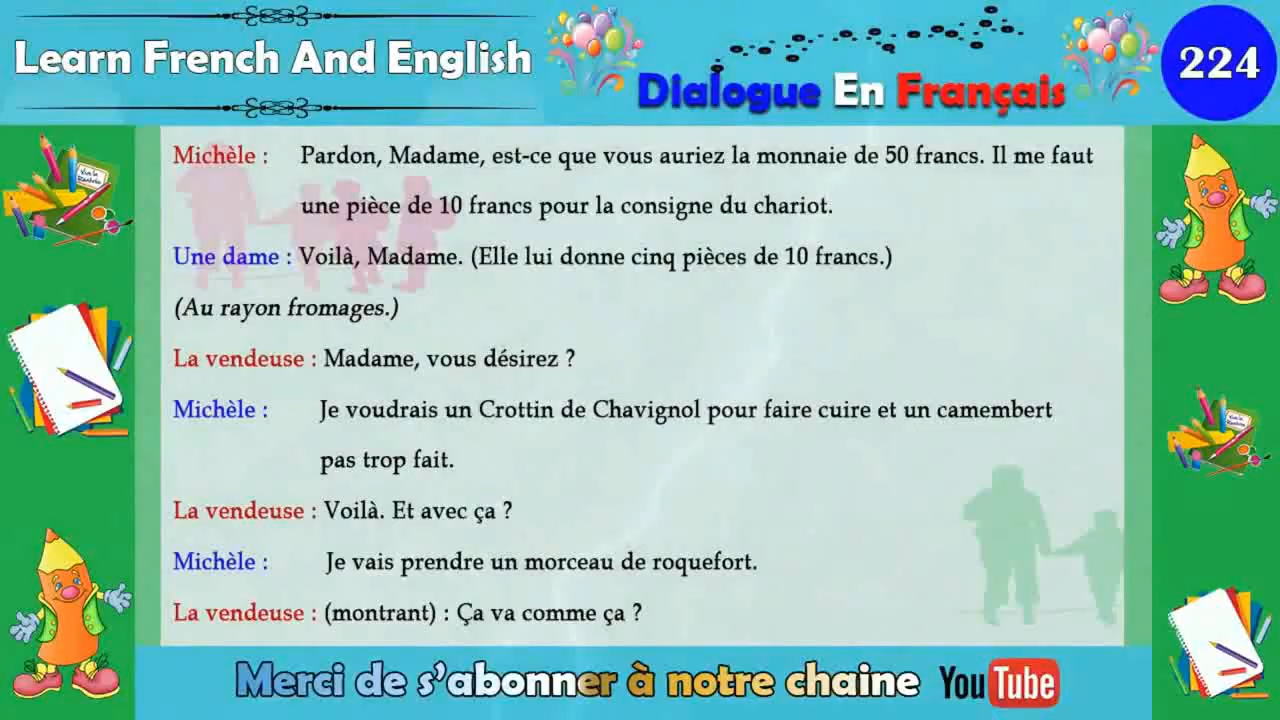 Learn French And English
Dialogue En Français
224
Michèle : Pardon, Madame, est-ce que vous auriez la monnaie de 50 francs. Il me faut
une pièce de 10 francs pour la consigne du chariot.
Une dame : Voilà, Madame. (Elle lui donne cinq pièces de 10 francs.)
(Au rayon fromages.)
La vendeuse : Madame, vous désirez ?
Michèle : Je voudrais un Crottin de Chavignol pour faire cuire et un camembert
pas trop fait.
La vendeuse : Voilà. Et avec ça ?
Michèle : Je vais prendre un morceau de roquefort.
La vendeuse : (montrant) : Ça va comme ça ?
Merci de s'abonner à notre chaine YouTube